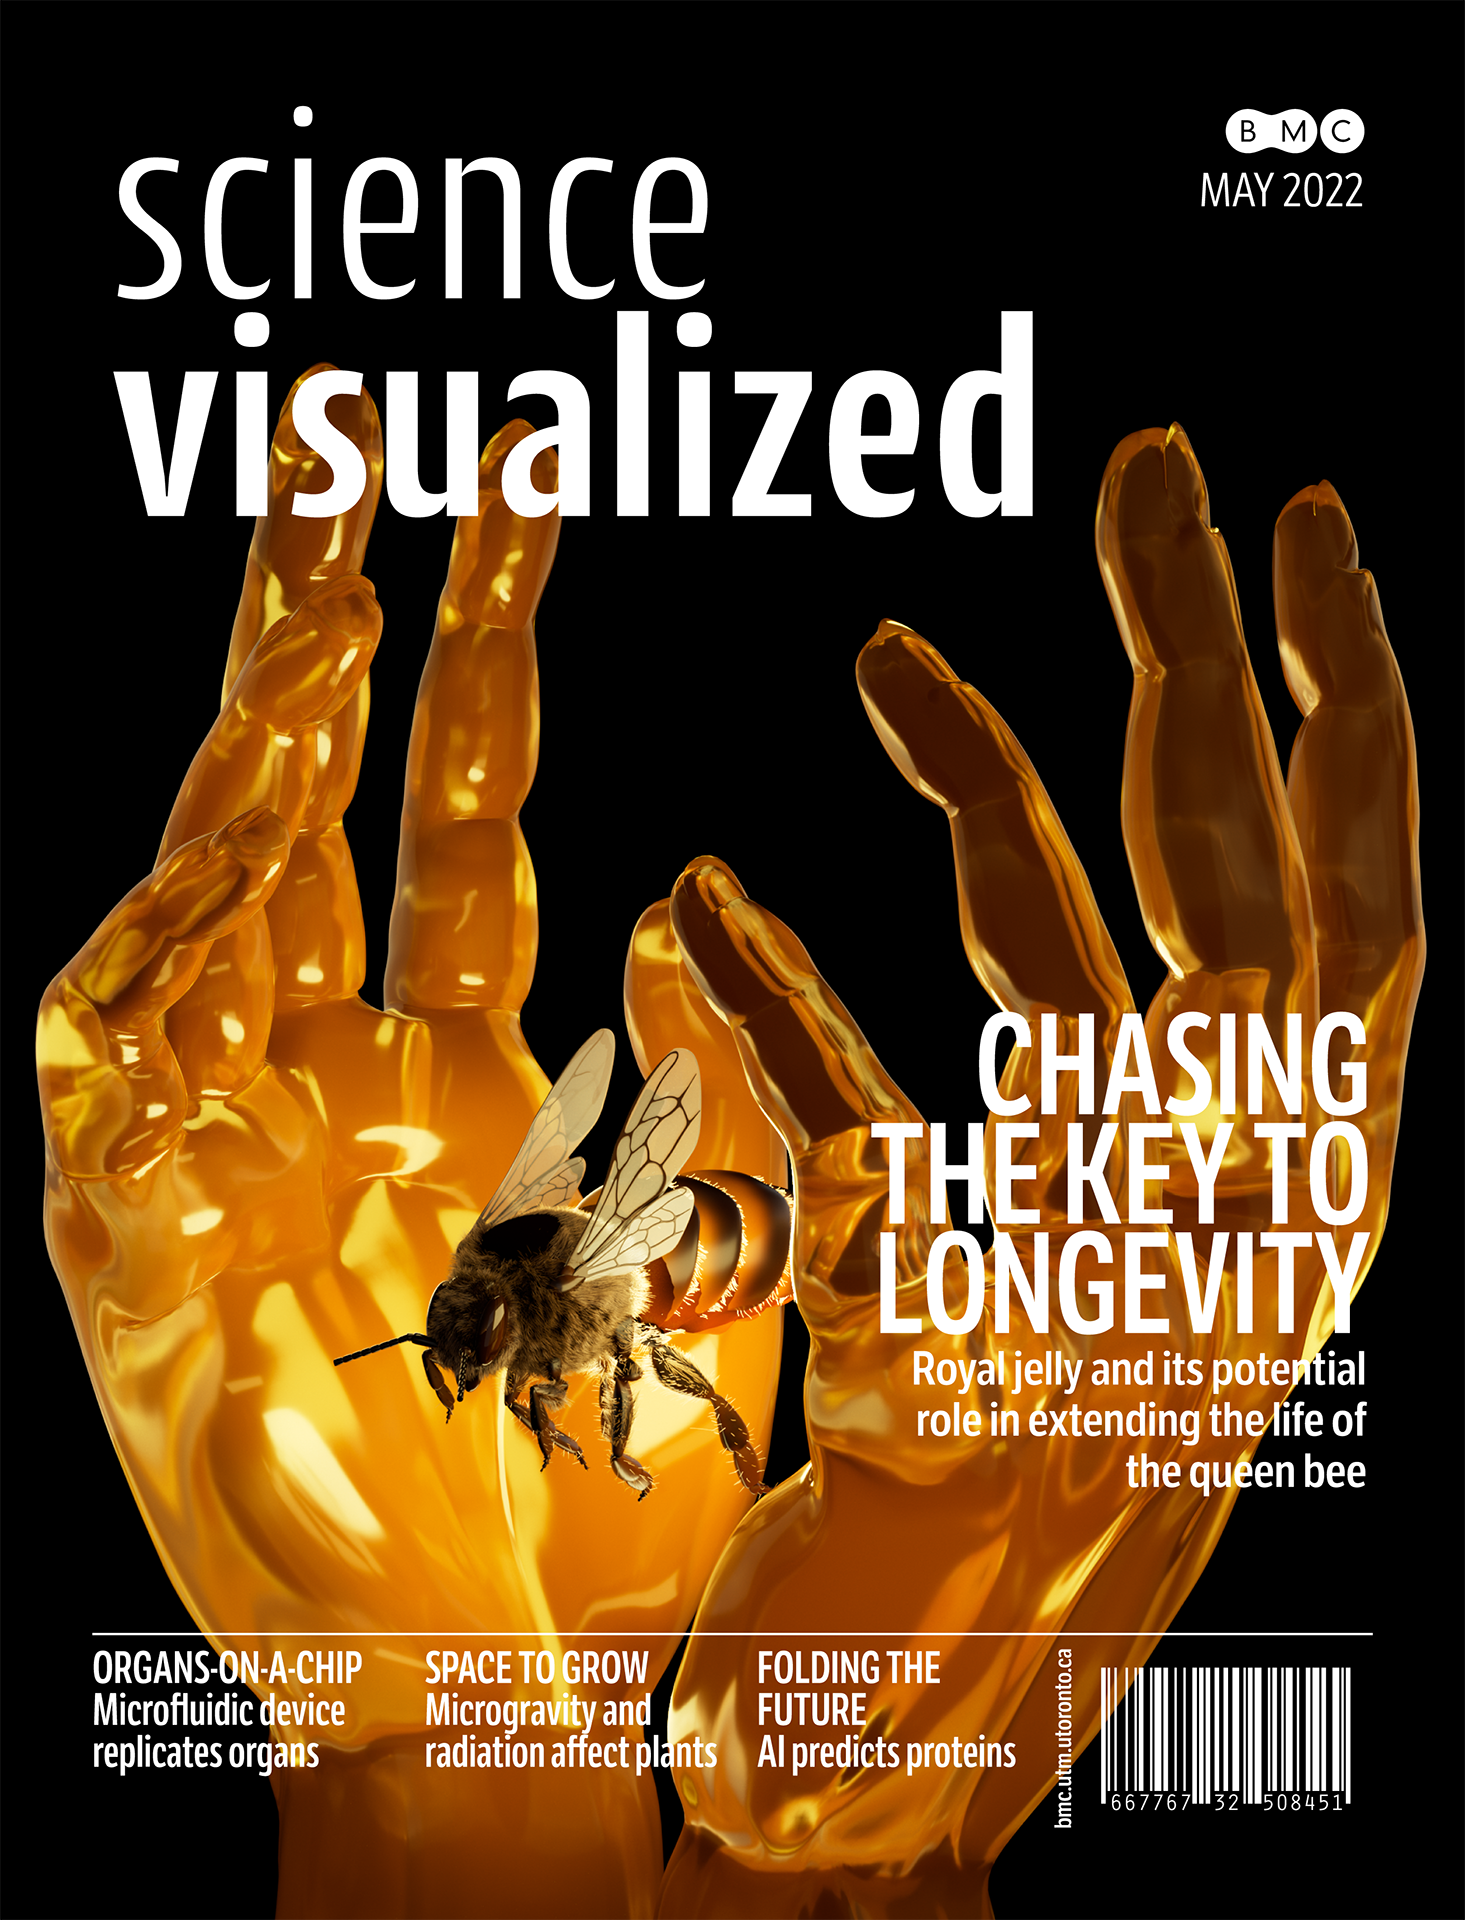 science
visualized
BMC
MAY 2022
CHASING
THE KEY TO
LONGEVITY
Royal jelly and its potential
role in extending the life of
the queen bee
ORGANS-ON-A-CHIP
Microfluidic device
replicates organs
SPACE TO GROW
Microgravity and
radiation affect plants
FOLDING THE
FUTURE
AI predicts proteins
bmc.utm.utoronto.ca
667767 32 508451